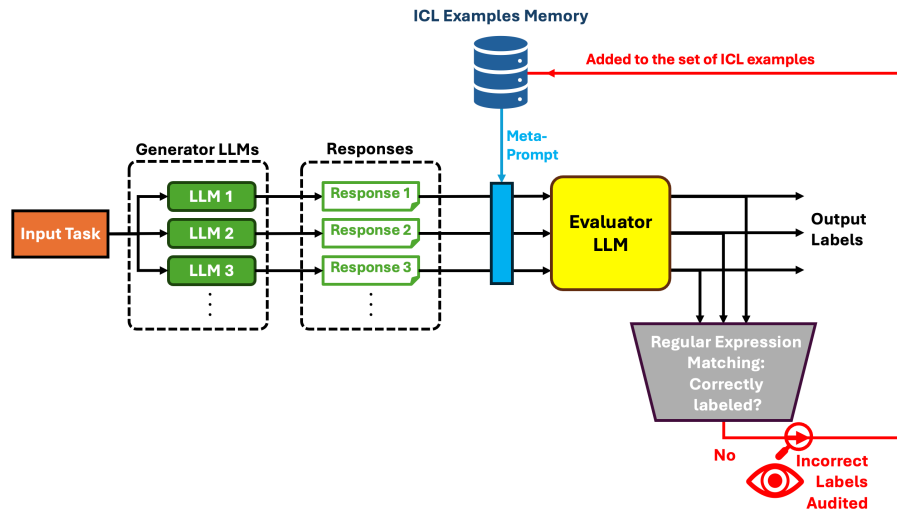 ICL Examples Memory
Added to the set of ICL examples
Meta-
Prompt
Generator LLMs
Responses
Input Task
LLM 1
LLM 2
LLM 3
Response 1
Response 2
Response 3
Evaluator
LLM
Output
Labels
Regular Expression
Matching:
Correctly
labeled?
No
Incorrect
Labels
Audited